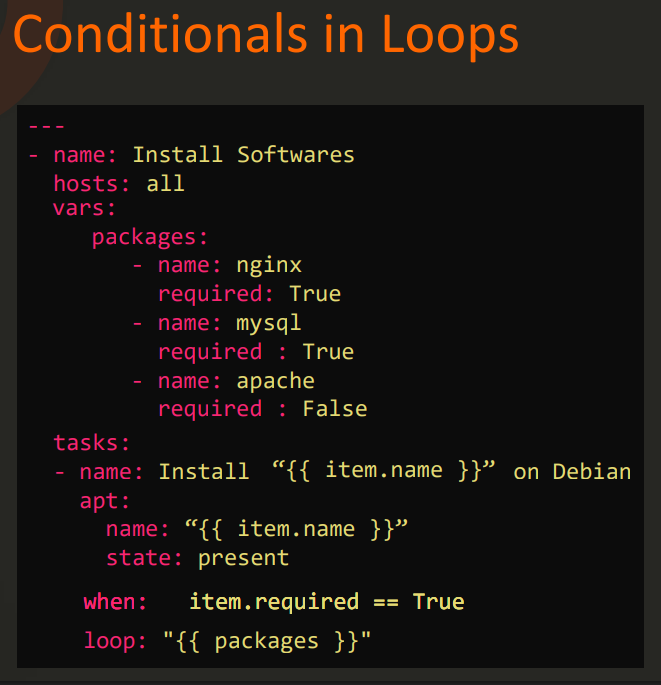 Conditionals in Loops
---
- name: Install Softwares
hosts: all
vars:
packages:
- name: nginx
required: True
- name: mysql
required : True
- name: apache
required : False
tasks:
- name: Install “{{ item.name }}” on Debian
apt:
name: “{{ item.name }}”
state: present
when: item.required == True
loop: "{{ packages }}"